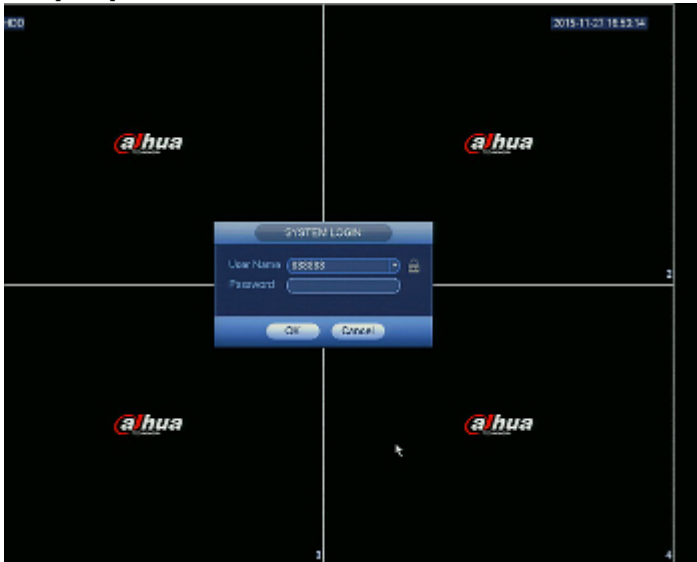 HDD
2015-11-27 16:53:14
alhua
alhua
SYSTEM LOGIN
User Name 888888
Password
2
OK Cancel
alhua
alhua
3
4